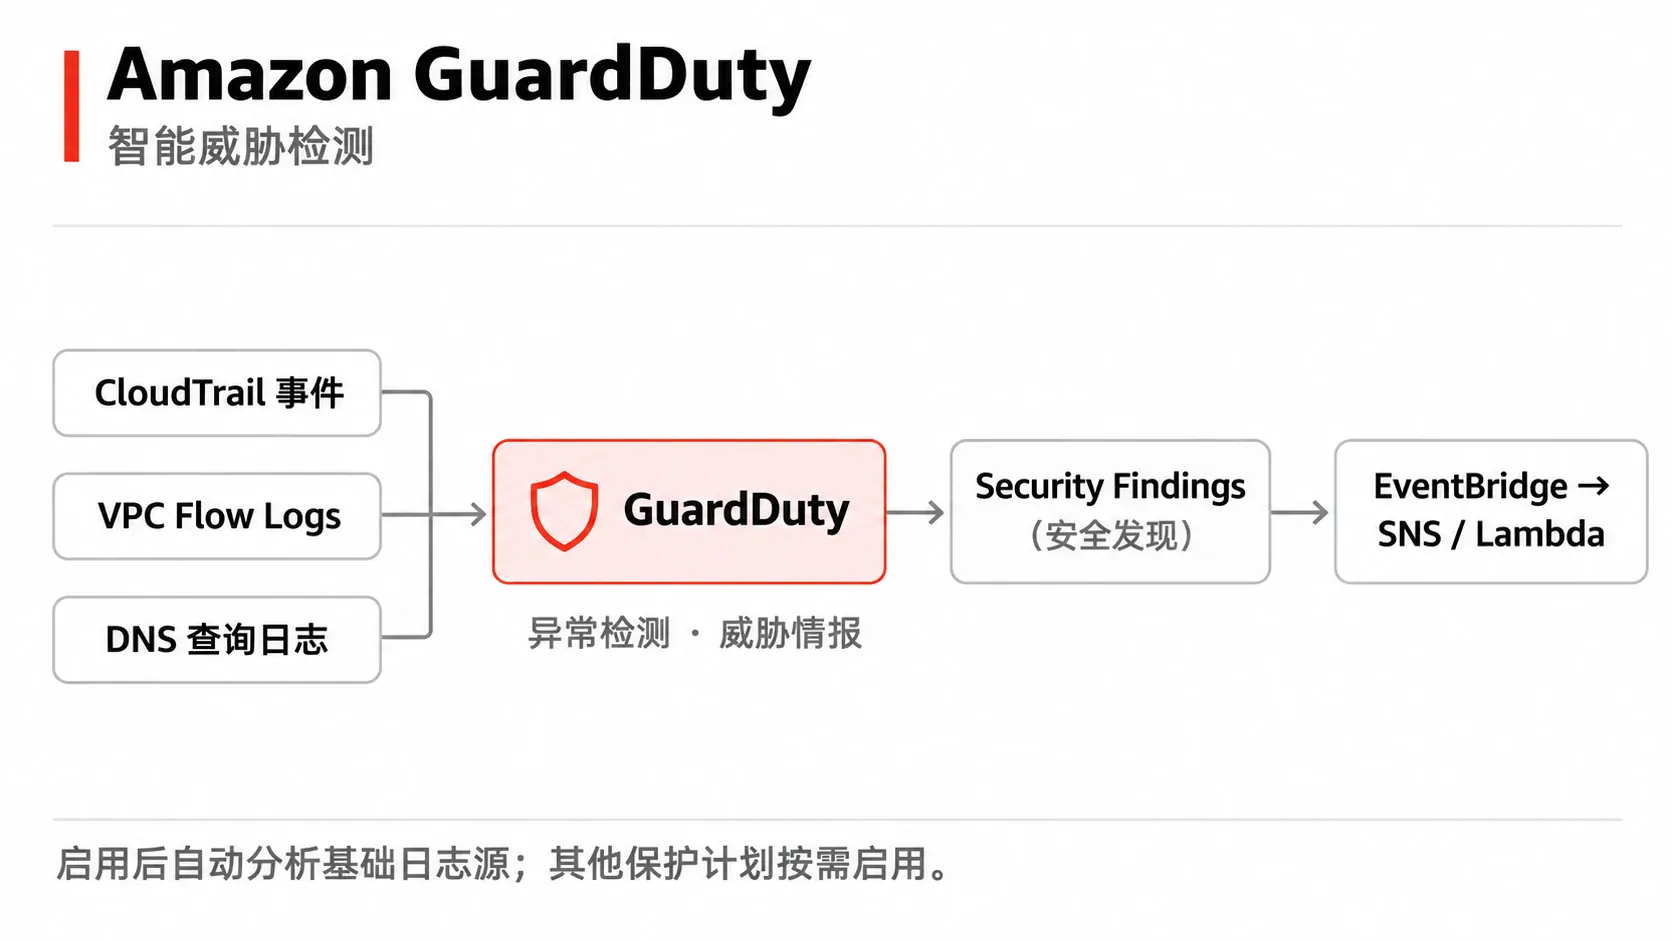 Amazon GuardDuty
智能威胁检测
CloudTrail 事件
VPC Flow Logs
DNS 查询日志
GuardDuty
异常检测 · 威胁情报
Security Findings
（安全发现）
EventBridge →
SNS / Lambda
启用后自动分析基础日志源；其他保护计划按需启用。